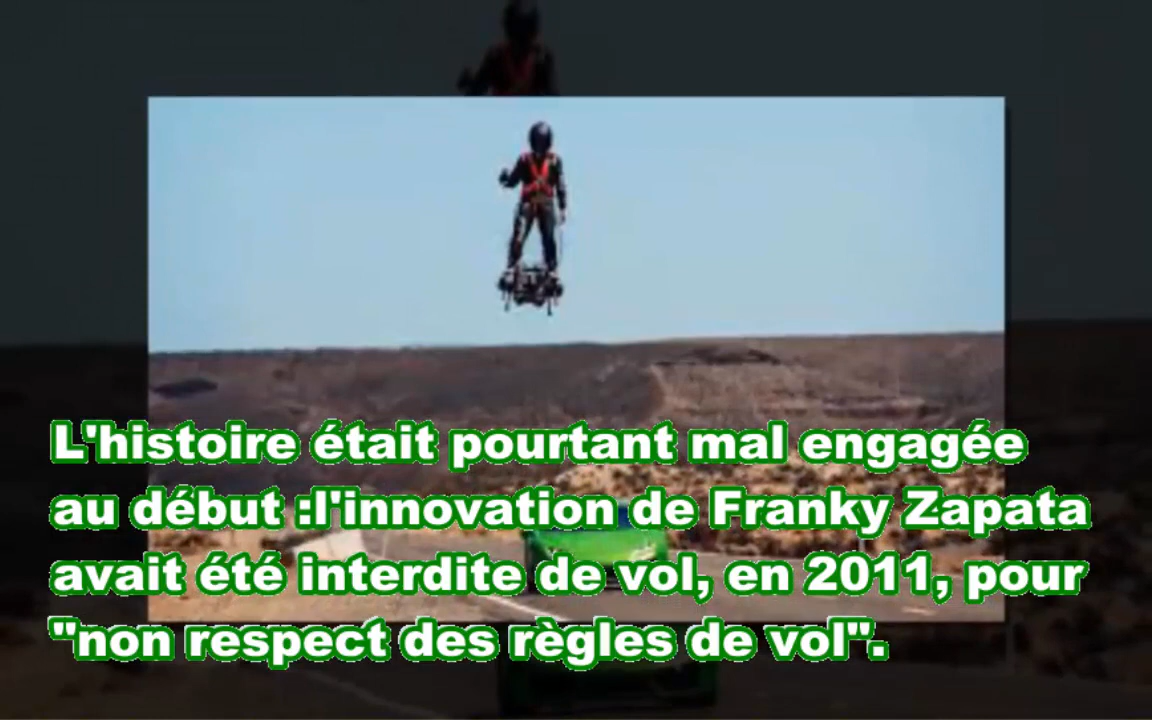 L'histoire était pourtant mal engagée
au début :l'innovation de Franky Zapata
avait été interdite de vol, en 2011, pour
"non respect des règles de vol".